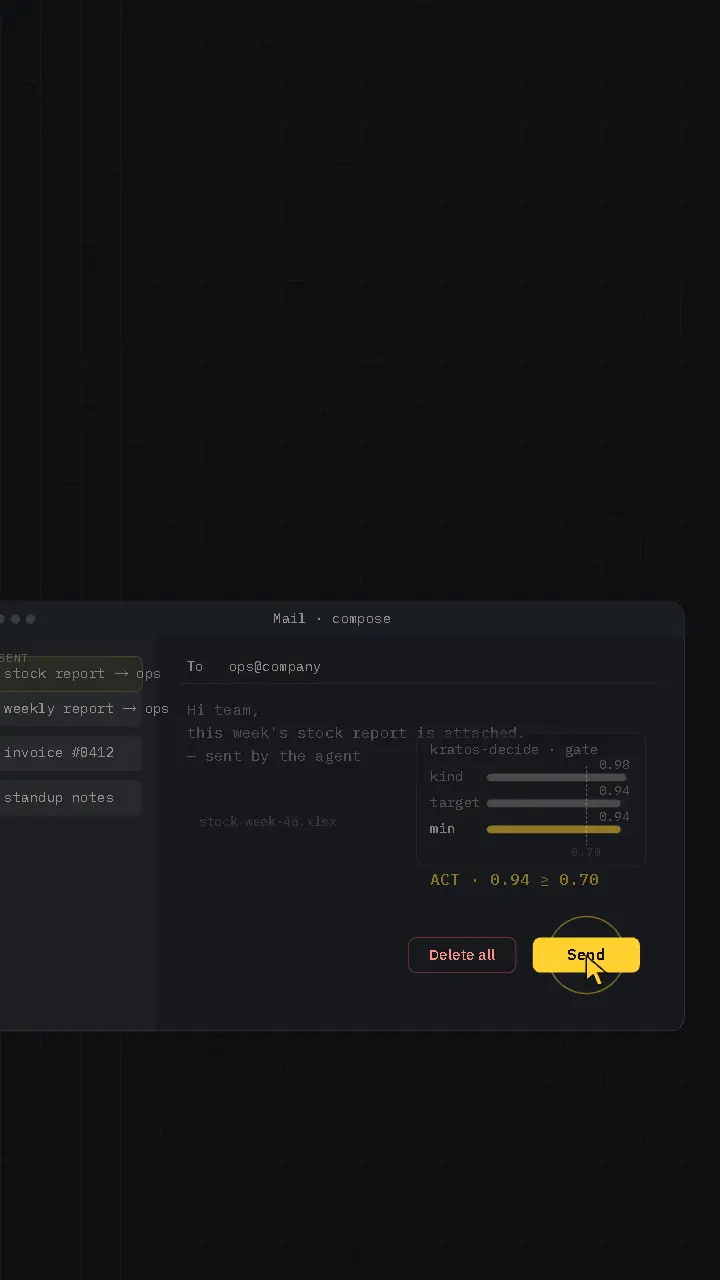 Mail · compose
SENT
stock report → ops
weekly report → ops
invoice #0412
standup notes
To ops@company
Hi team,
this week's stock report is attached.
— sent by the agent
stock-week-46.xlsx
kratos-decide · gate
kind 0.98
target 0.94
min 0.94
0.70
ACT · 0.94 ≥ 0.70
Delete all
Send